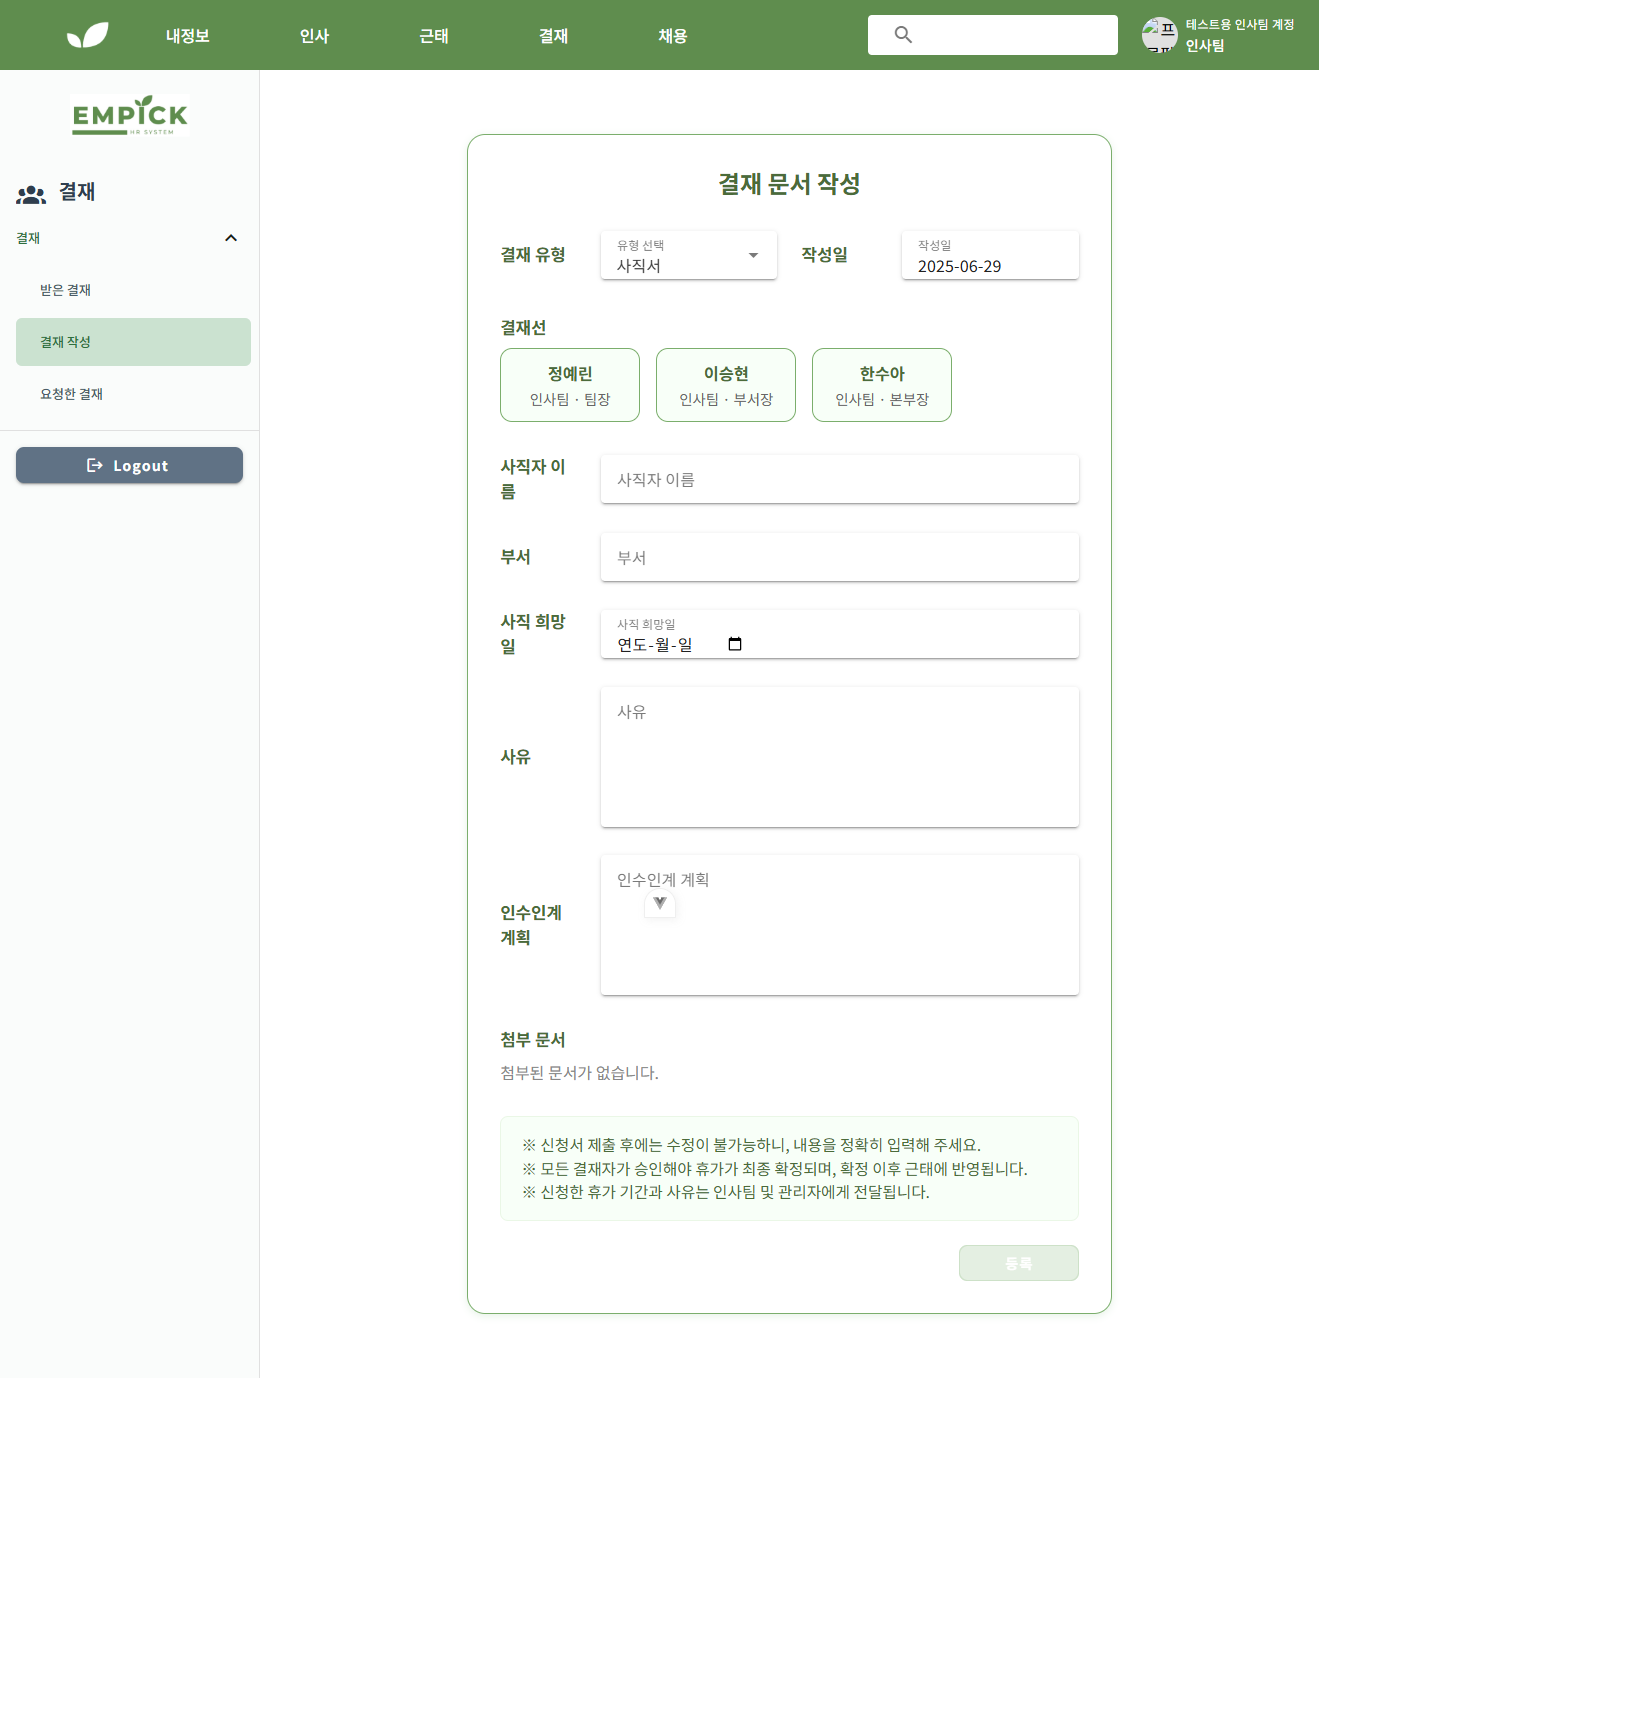 내정보 인사 근태 결재 채용
테스트용 인사팀 계정
인사팀
EMPICK
HR SYSTEM
결재
결재
받은 결재
결재 작성
요청한 결재
Logout
결재 문서 작성
결재 유형
유형 선택
사직서
작성일
작성일
2025-06-29
결재선
정예린
인사팀 · 팀장
이승현
인사팀 · 부서장
한수아
인사팀 · 본부장
사직자 이
름
사직자 이름
부서
부서
사직 희망
일
사직 희망일
연도-월-일
사유
사유
인수인계
계획
인수인계 계획
첨부 문서
첨부된 문서가 없습니다.
※ 신청서 제출 후에는 수정이 불가능하니, 내용을 정확히 입력해 주세요.
※ 모든 결재자가 승인해야 휴가가 최종 확정되며, 확정 이후 근태에 반영됩니다.
※ 신청한 휴가 기간과 사유는 인사팀 및 관리자에게 전달됩니다.
등록